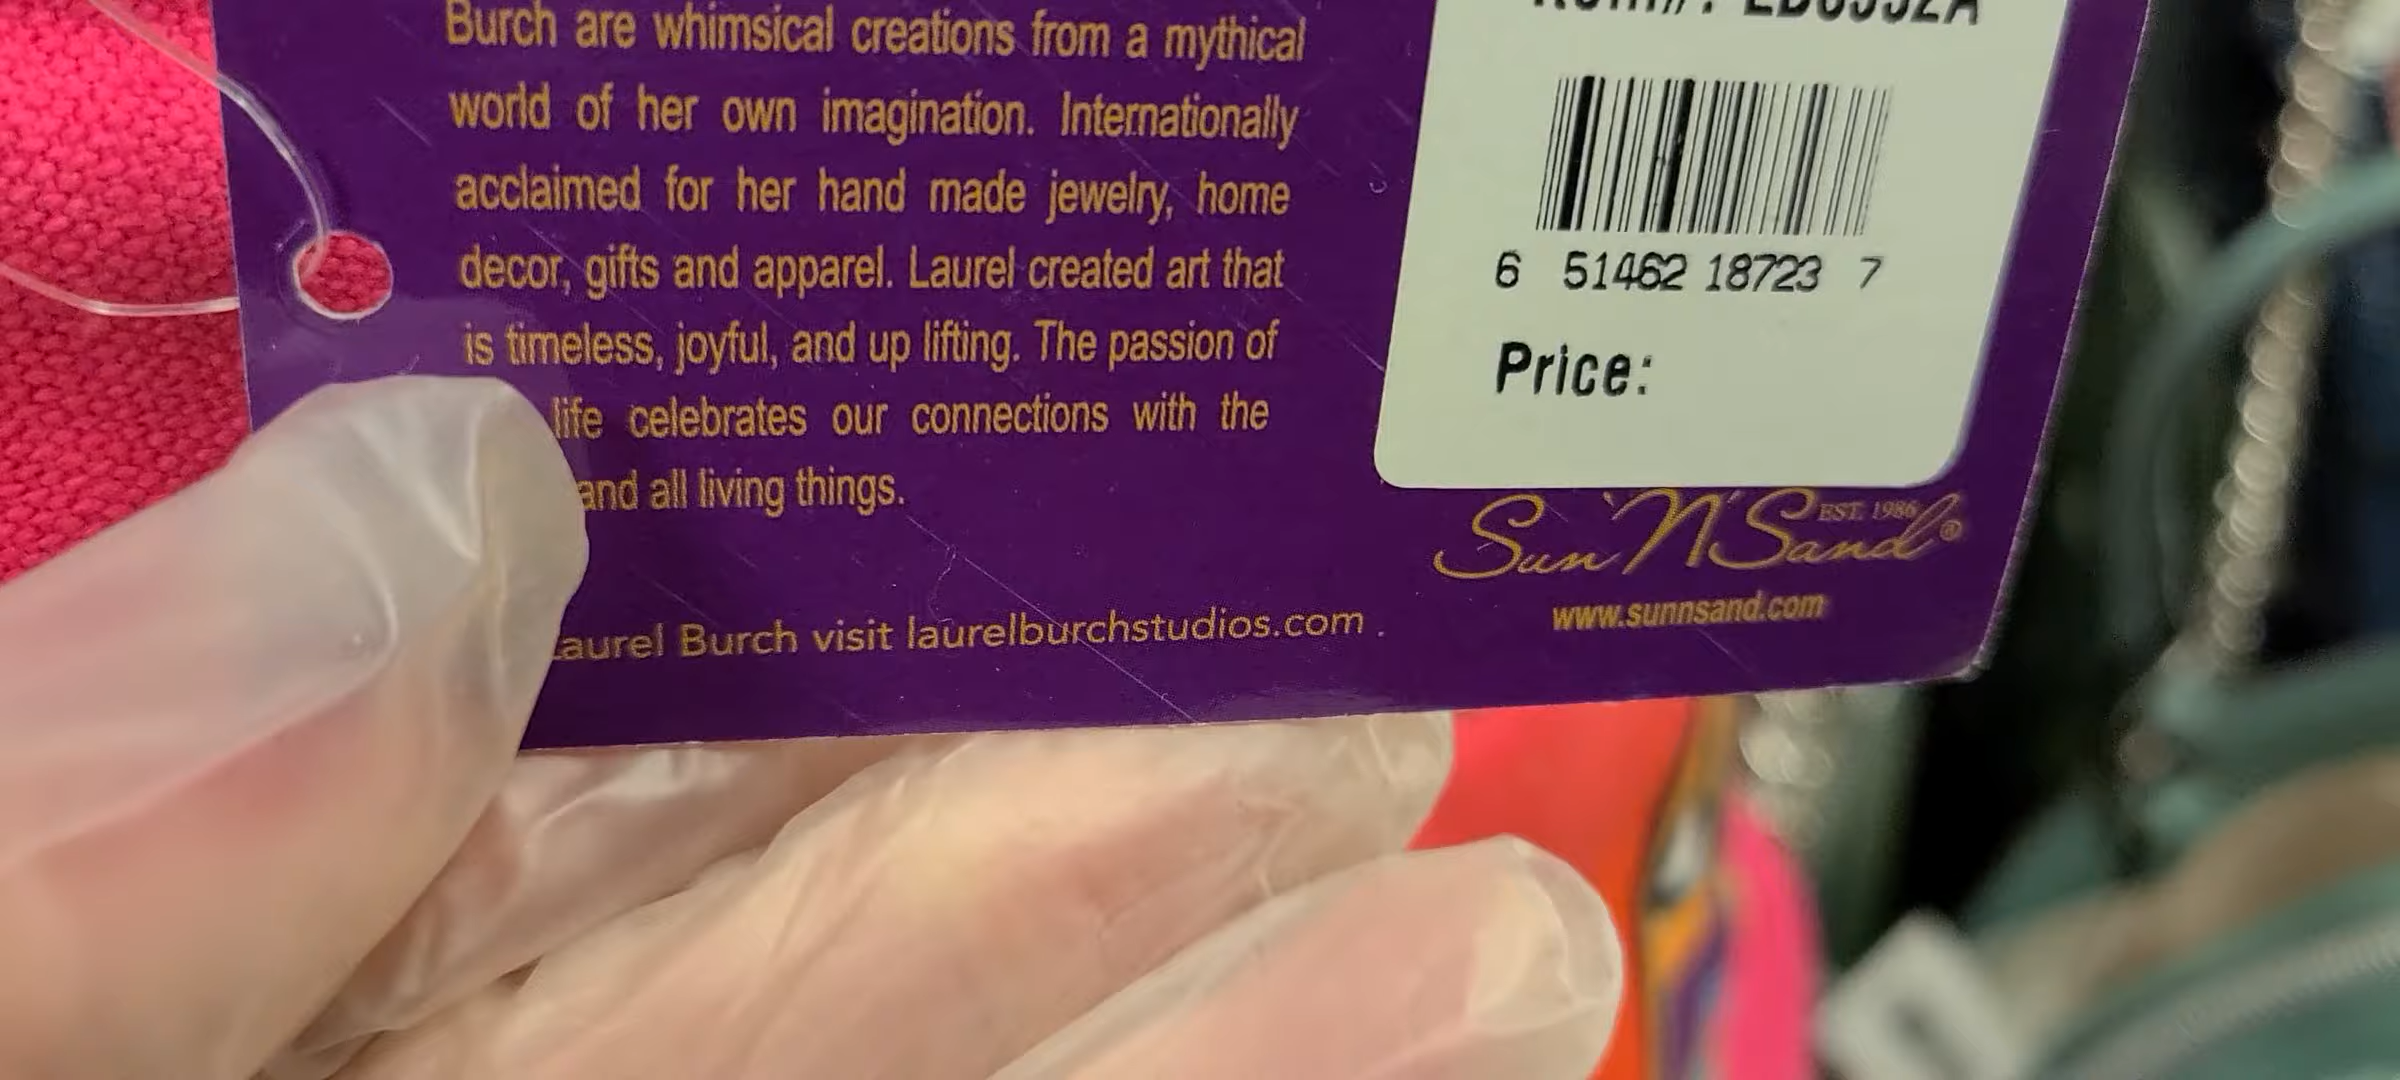 Burch are whimsical creations from a mythical
world of her own imagination. Internationally
acclaimed for her hand made jewelry, home
decor, gifts and apparel. Laurel created art that
is timeless, joyful, and up lifting. The passion of
life celebrates our connections with the
and all living things.
Laurel Burch visit laurelburchstudios.com .
6 51462 18723 7
Price:
Sun 'N' Sand®
EST. 1986
www.sunnsand.com